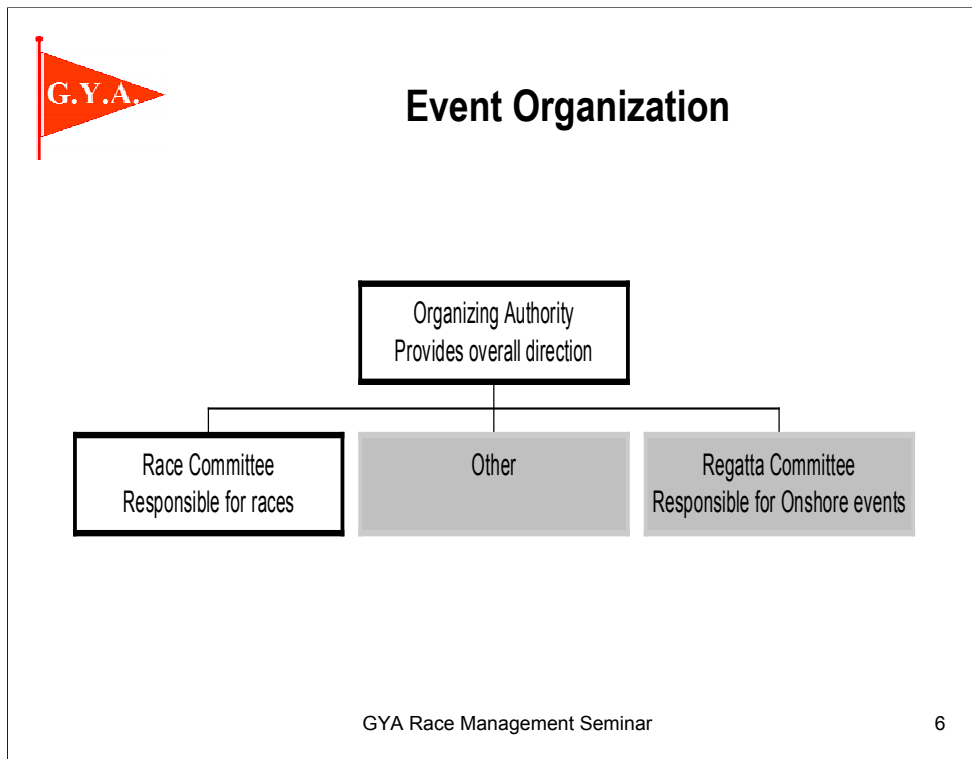 G.Y.A.
Event Organization
Organizing Authority
Provides overall direction
Race Committee
Responsible for races
Other
Regatta Committee
Responsible for Onshore events
GYA Race Management Seminar
6